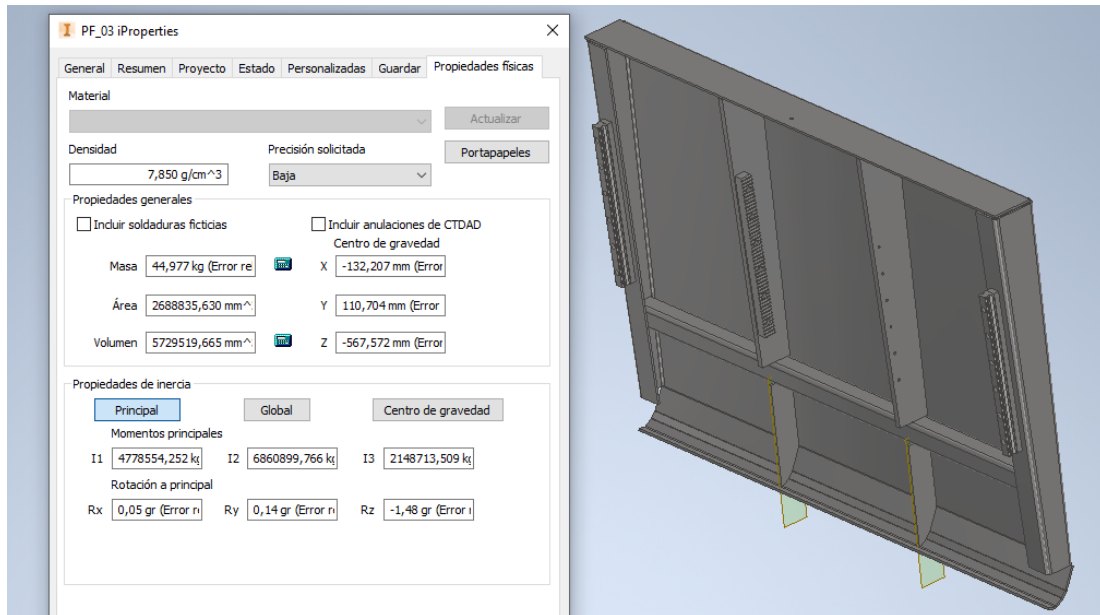 PF_03 iProperties
General Resumen Proyecto Estado Personalizadas Guardar Propiedades físicas
Material
Actualizar
Densidad Precisión solicitada
Portapapeles
7,850 g/cm^3 Baja
Propiedades generales
Incluir soldaduras ficticias Incluir anulaciones de CTDAD
Centro de gravedad
Masa 44,977 kg (Error re X -132,207 mm (Error
Área 2688835,630 mm^ Y 110,704 mm (Error
Volumen 5729519,665 mm^ Z -567,572 mm (Error
Propiedades de inercia
Principal Global Centro de gravedad
Momentos principales
I1 4778554,252 kg I2 6860899,766 kg I3 2148713,509 kg
Rotación a principal
Rx 0,05 gr (Error r Ry 0,14 gr (Error r Rz -1,48 gr (Error